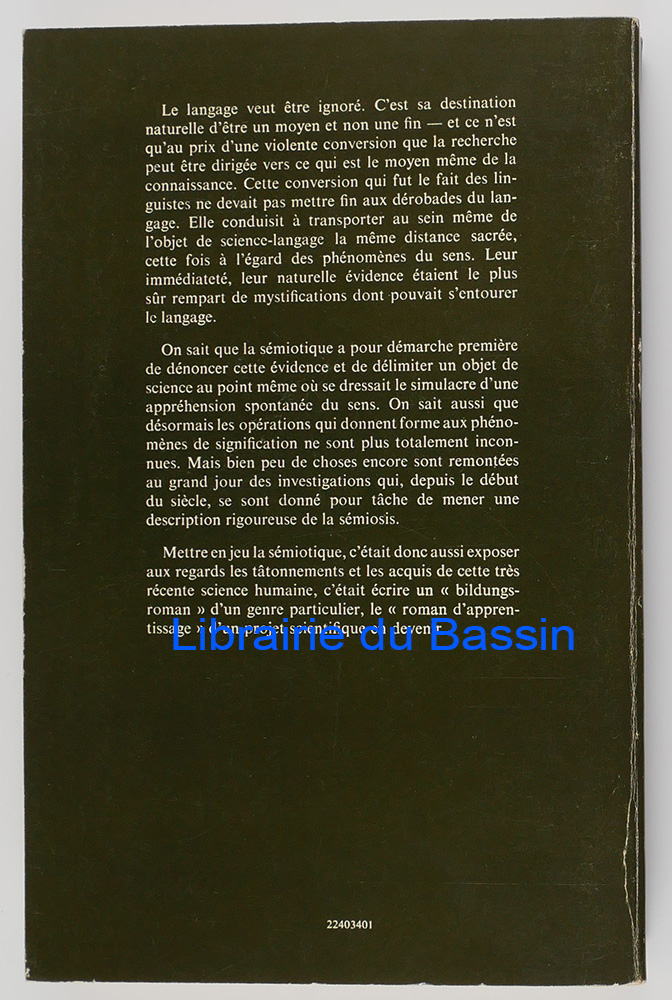 Le langage veut être ignoré. C'est sa destination
naturelle d'être un moyen et non une fin — et ce n'est
qu'au prix d'une violente conversion que la recherche
peut être dirigée vers ce qui est le moyen même de la
connaissance. Cette conversion qui fut le fait des lin-
guistes ne devait pas mettre fin aux dérobades du lan-
gage. Elle conduisit à transporter au sein même de
l'objet de science-langage la même distance sacrée,
cette fois à l'égard des phénomènes du sens. Leur
immédiateté, leur naturelle évidence étaient le plus
sûr rempart de mystifications dont pouvait s'entourer
le langage.
On sait que la sémiotique a pour démarche première
de dénoncer cette évidence et de délimiter un objet de
science au point même où se dressait le simulacre d'une
appréhension spontanée du sens. On sait aussi que
désormais les opérations qui donnent forme aux phéno-
mènes de signification ne sont plus totalement incon-
nues. Mais bien peu de choses encore sont remontées
au grand jour des investigations qui, depuis le début
du siècle, se sont donné pour tâche de mener une
description rigoureuse de la sémiosis.
Mettre en jeu la sémiotique, c'était donc aussi exposer
aux regards les tâtonnements et les acquis de cette très
récente science humaine, c'était écrire un « bildungs-
roman » d'un genre particulier, le « roman d'appren-
tissage » d'un projet scientifique en devenir.
Librairie du Bassin
22403401